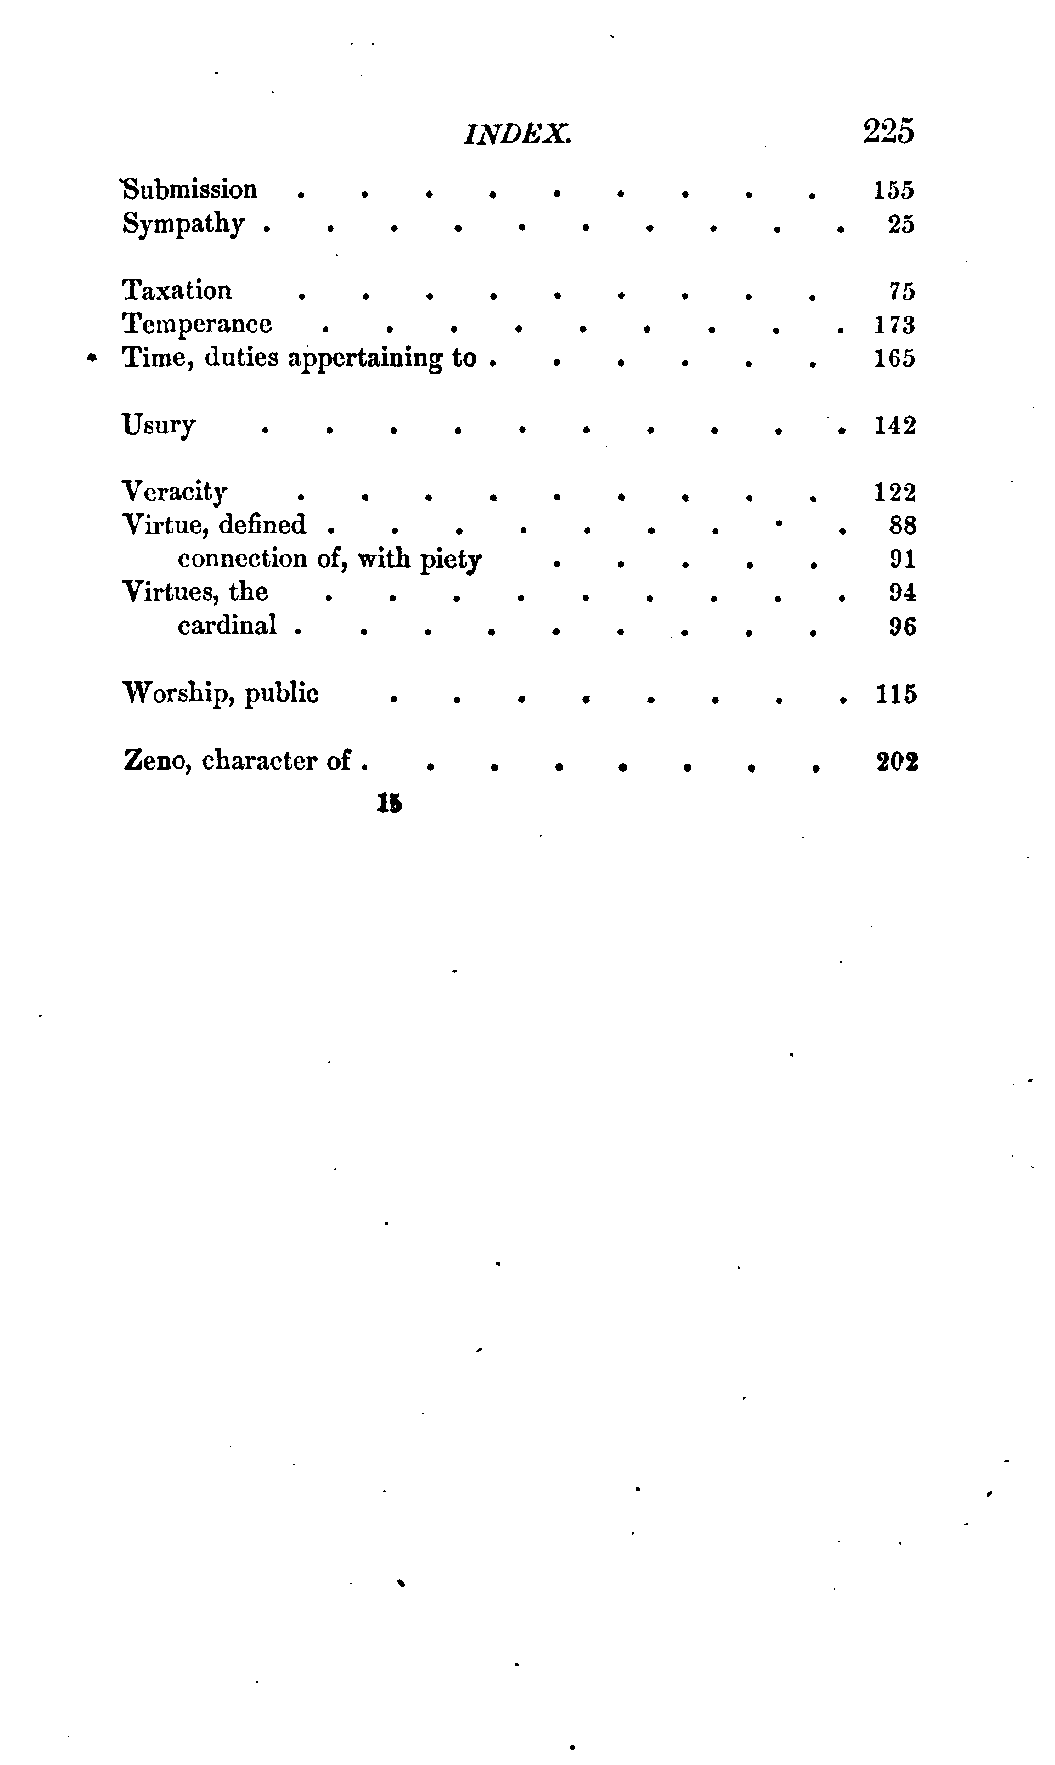 INDEX. 225
Submission . . . . . . . . . 155
Sympathy . . . . . . . . . . 25
Taxation . . . . . . . . . 75
Temperance . . . . . . . . . 173
Time, duties appertaining to . . . . . . 165
Usury . . . . . . . . . . 142
Veracity . . . . . . . . . 122
Virtue, defined . . . . . . . . . 88
connection of, with piety . . . . . 91
Virtues, the . . . . . . . . . 94
cardinal . . . . . . . . . 96
Worship, public . . . . . . . . 115
Zeno, character of . . . . . . . . 202
15